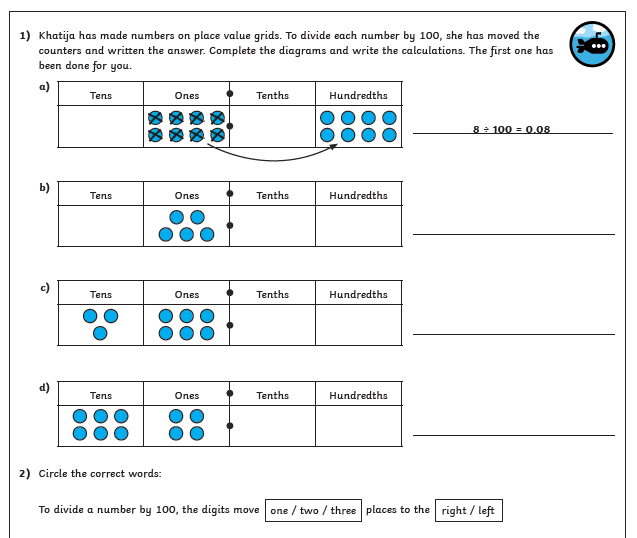 1) Khatija has made numbers on place value grids. To divide each number by 100, she has moved the
counters and written the answer. Complete the diagrams and write the calculations. The first one has
been done for you.
a)
Tens Ones Tenths Hundredths
8 ÷ 100 = 0.08
b)
Tens Ones Tenths Hundredths
c)
Tens Ones Tenths Hundredths
d)
Tens Ones Tenths Hundredths
2) Circle the correct words:
To divide a number by 100, the digits move one / two / three places to the right / left